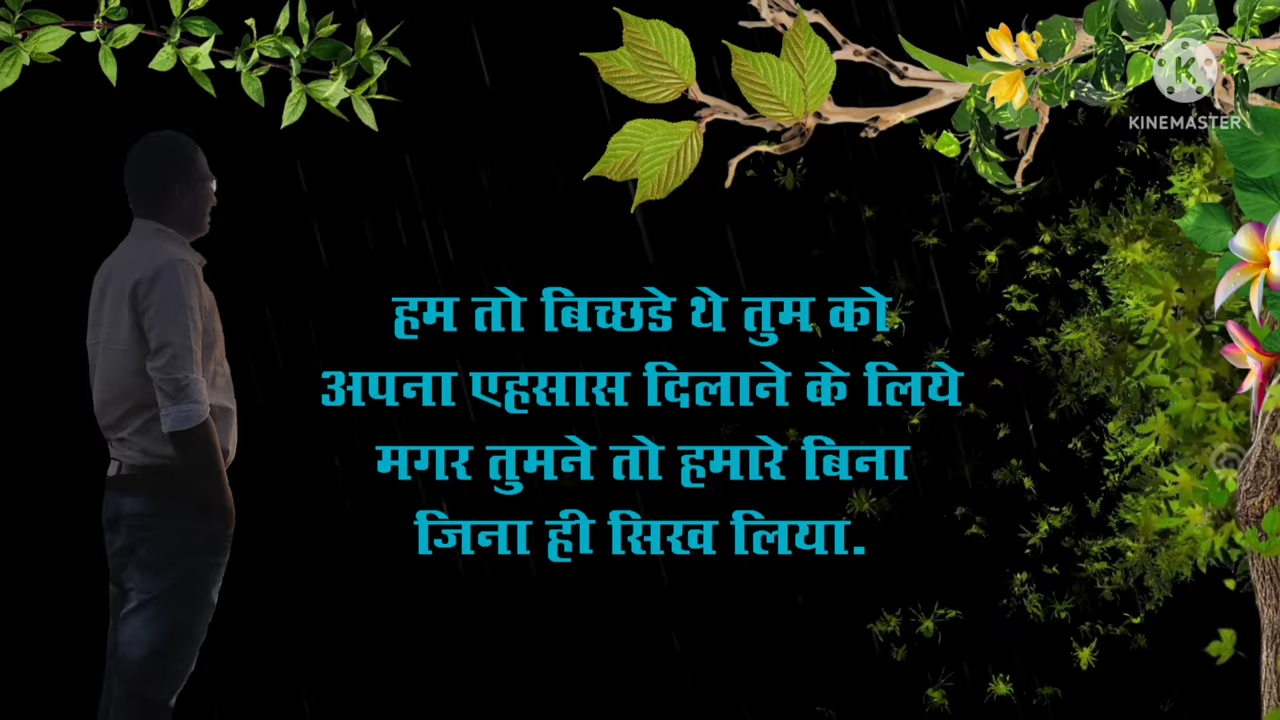 KINEMASTER
हम तो बिच्छडे थे तुम को
अपना एहसास दिलाने के लिये
मगर तुमने तो हमारे बिना
जिना ही सिख लिया.